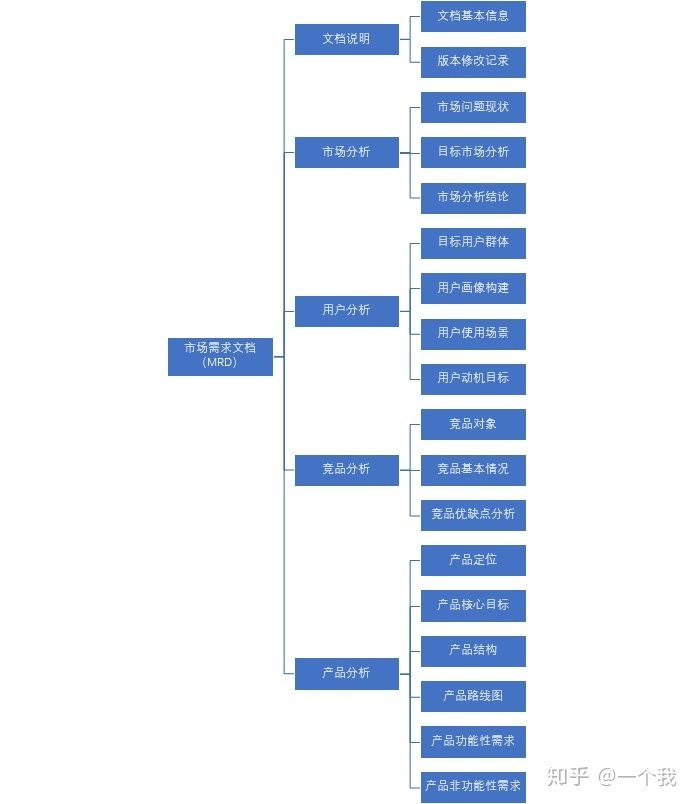 市场需求文档
（MRD）
文档说明
文档基本信息
版本修改记录
市场分析
市场问题现状
目标市场分析
市场分析结论
用户分析
目标用户群体
用户画像构建
用户使用场景
用户动机目标
竞品分析
竞品对象
竞品基本情况
竞品优缺点分析
产品分析
产品定位
产品核心目标
产品结构
产品路线图
产品功能性需求
产品非功能性需求
知乎 @一个我